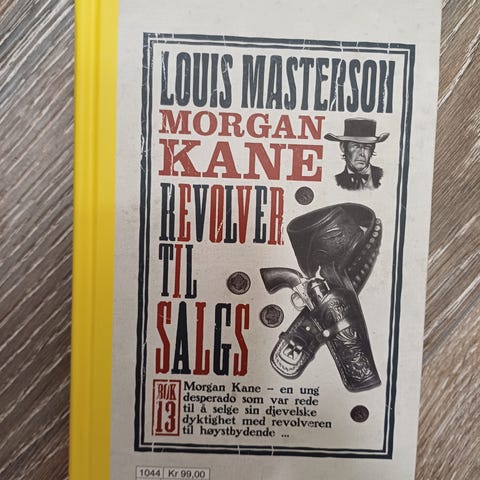 LOUIS MASTERSON
MORGAN
KANE
REVOLVER
TIL
SALGS
BOK
13
Morgan Kane – en ung
desperado som var rede
til å selge sin djevelske
dyktighet med revolveren
til høystbydende ...
1044 Kr 99,00